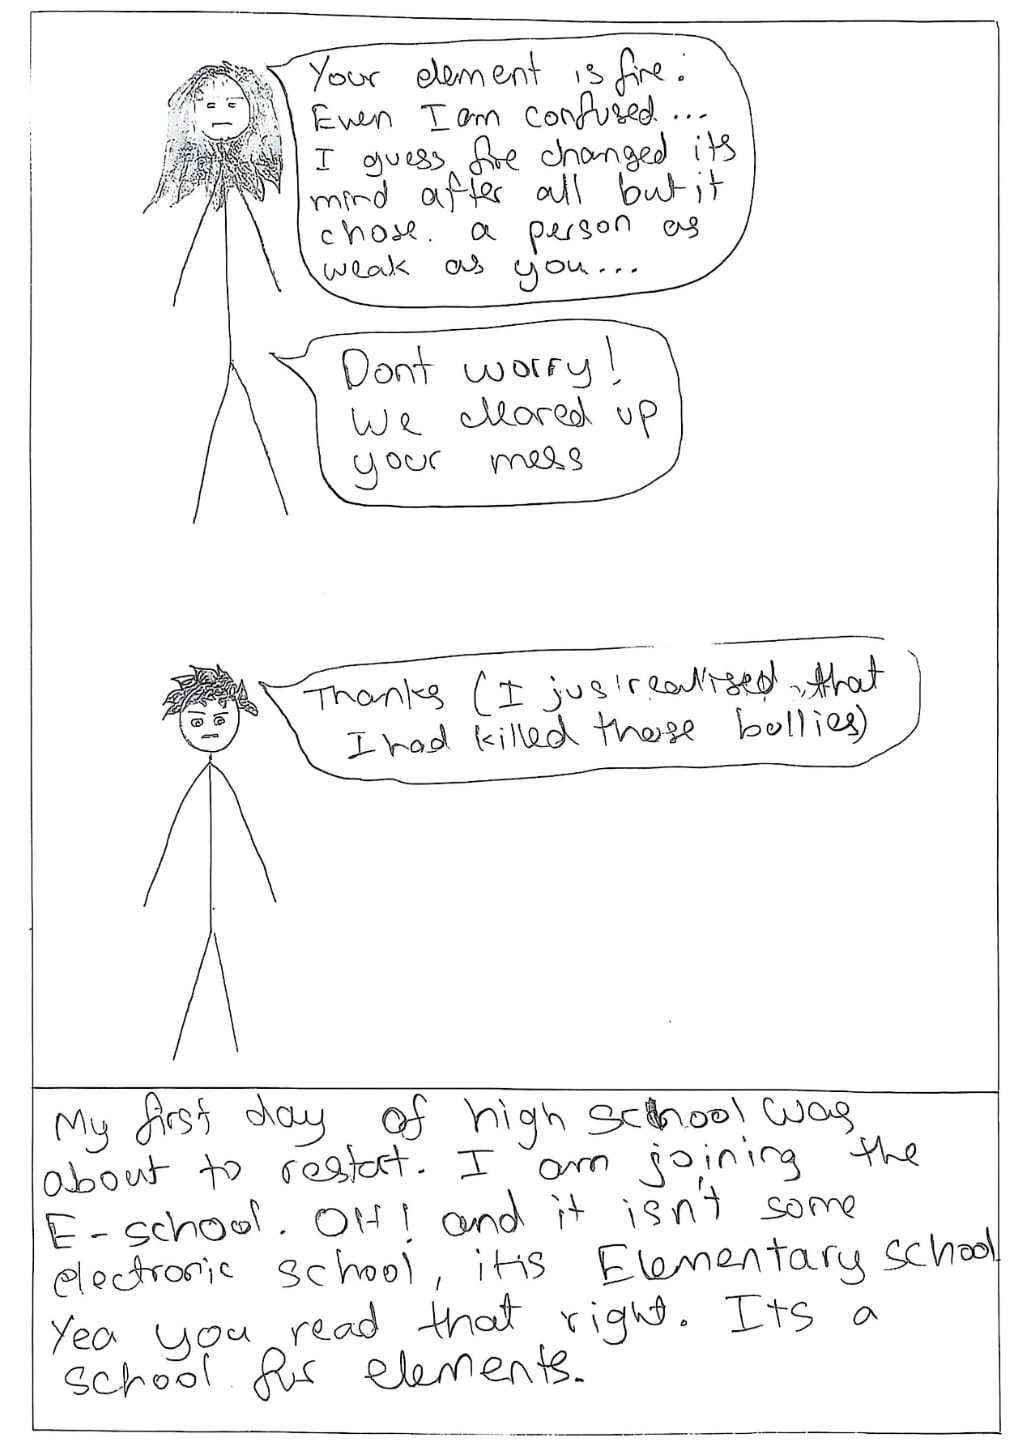 Your element is fire.
Even I am confused...
I guess fire changed its
mind after all but it
chose. a person as
weak as you...
Dont worry!
We cleared up
your mess
Thanks (I just realised that
I had killed those bullies)
My first day of high school was
about to restart. I am joining the
E-school. OH! and it isn't some
electronic school, itis Elementary school
Yea you read that right. Its a
school for elements.